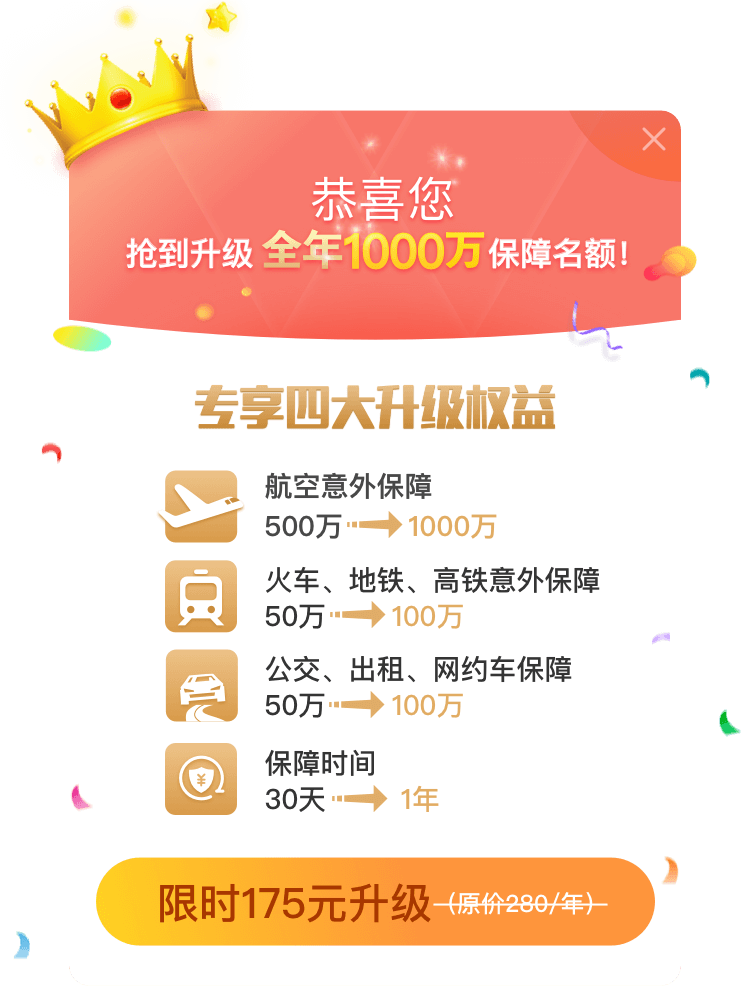 恭喜您
抢到升级 全年1000万 保障名额!
专享四大升级权益
航空意外保障
500万 1000万
火车、地铁、高铁意外保障
50万 100万
公交、出租、网约车保障
50万 100万
¥
保障时间
30天 1年
限时175元升级（原价280/年）